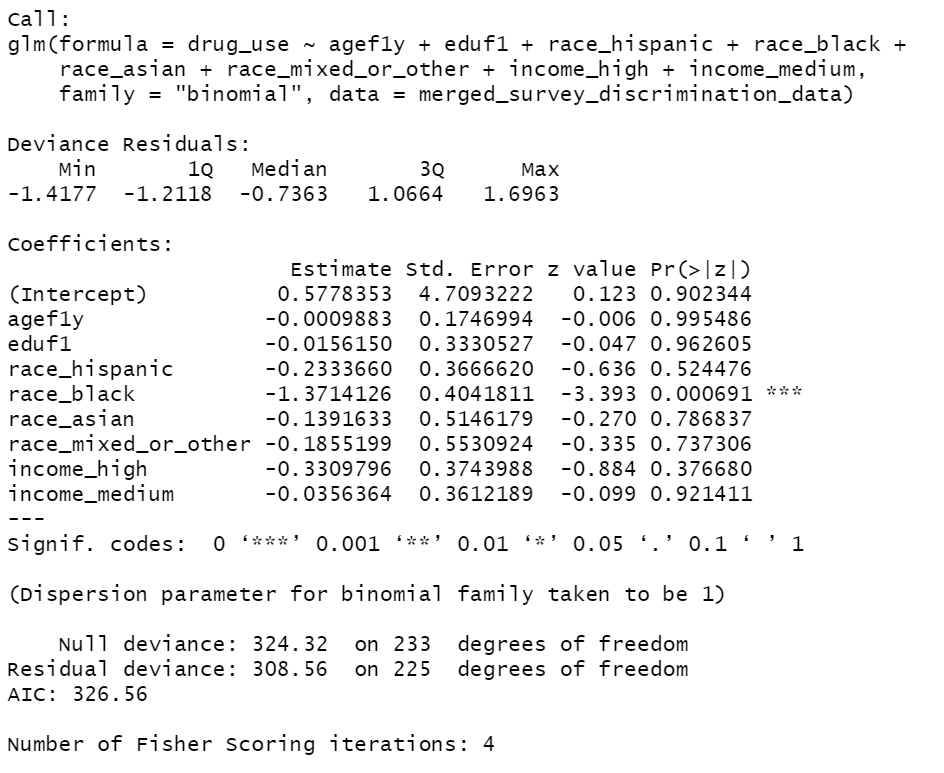 Call:
glm(formula = drug_use ~ agef1y + eduf1 + race_hispanic + race_black +
    race_asian + race_mixed_or_other + income_high + income_medium,
    family = "binomial", data = merged_survey_discrimination_data)

Deviance Residuals:
    Min       1Q   Median       3Q      Max
-1.4177  -1.2118  -0.7363   1.0664   1.6963

Coefficients:
                      Estimate Std. Error z value Pr(>|z|)
(Intercept)          0.5778353  4.7093222   0.123 0.902344
agef1y              -0.0009883  0.1746994  -0.006 0.995486
eduf1               -0.0156150  0.3330527  -0.047 0.962605
race_hispanic       -0.2333660  0.3666620  -0.636 0.524476
race_black          -1.3714126  0.4041811  -3.393 0.000691 ***
race_asian          -0.1391633  0.5146179  -0.270 0.786837
race_mixed_or_other -0.1855199  0.5530924  -0.335 0.737306
income_high         -0.3309796  0.3743988  -0.884 0.376680
income_medium       -0.0356364  0.3612189  -0.099 0.921411
---
Signif. codes:  0 ‘***’ 0.001 ‘**’ 0.01 ‘*’ 0.05 ‘.’ 0.1 ‘ ’ 1

(Dispersion parameter for binomial family taken to be 1)

    Null deviance: 324.32  on 233  degrees of freedom
Residual deviance: 308.56  on 225  degrees of freedom
AIC: 326.56

Number of Fisher Scoring iterations: 4